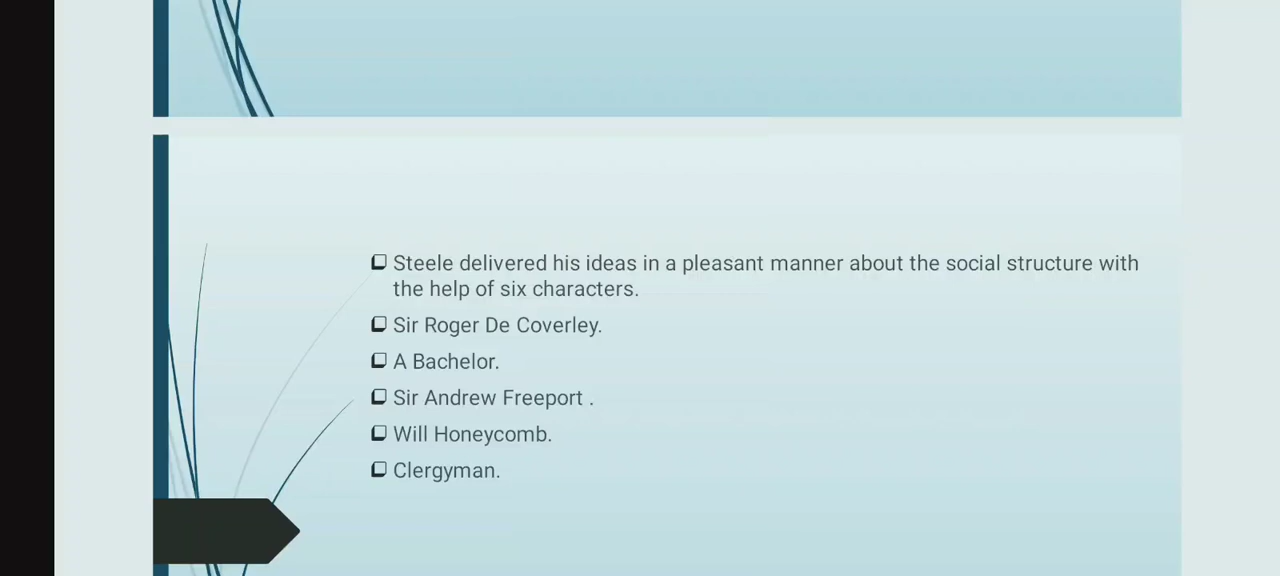 Steele delivered his ideas in a pleasant manner about the social structure with
the help of six characters.
Sir Roger De Coverley.
A Bachelor.
Sir Andrew Freeport .
Will Honeycomb.
Clergyman.